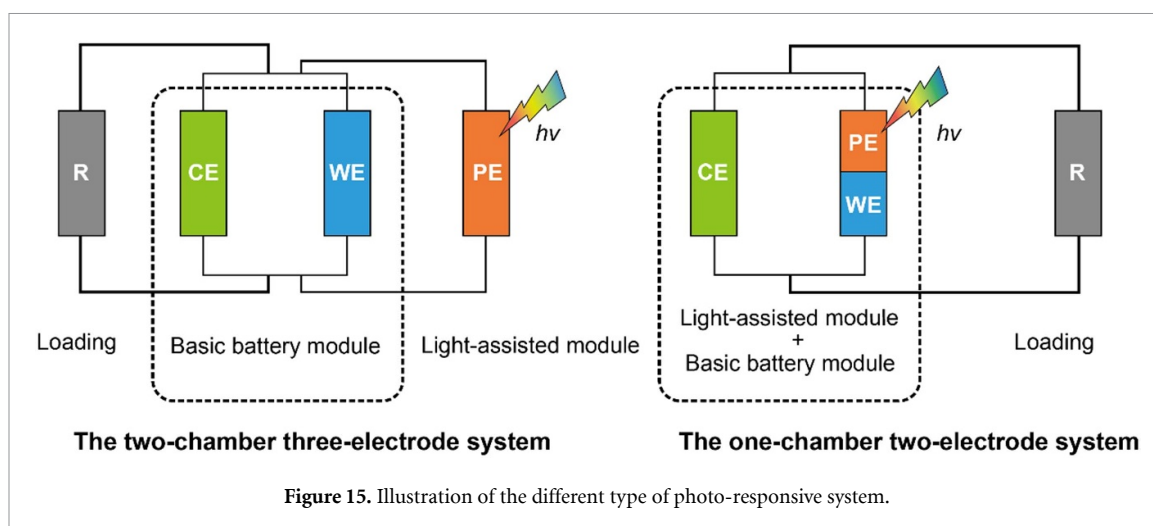 R
CE
WE
PE
hv
Loading
Basic battery module
Light-assisted module
The two-chamber three-electrode system
CE
PE
WE
hv
R
Light-assisted module
+
Basic battery module
Loading
The one-chamber two-electrode system
Figure 15. Illustration of the different type of photo-responsive system.